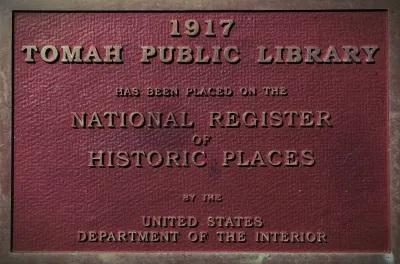 1917
TOMAH PUBLIC LIBRARY
HAS BEEN PLACED ON THE
NATIONAL REGISTER
OF
HISTORIC PLACES
BY THE
UNITED STATES
DEPARTMENT OF THE INTERIOR